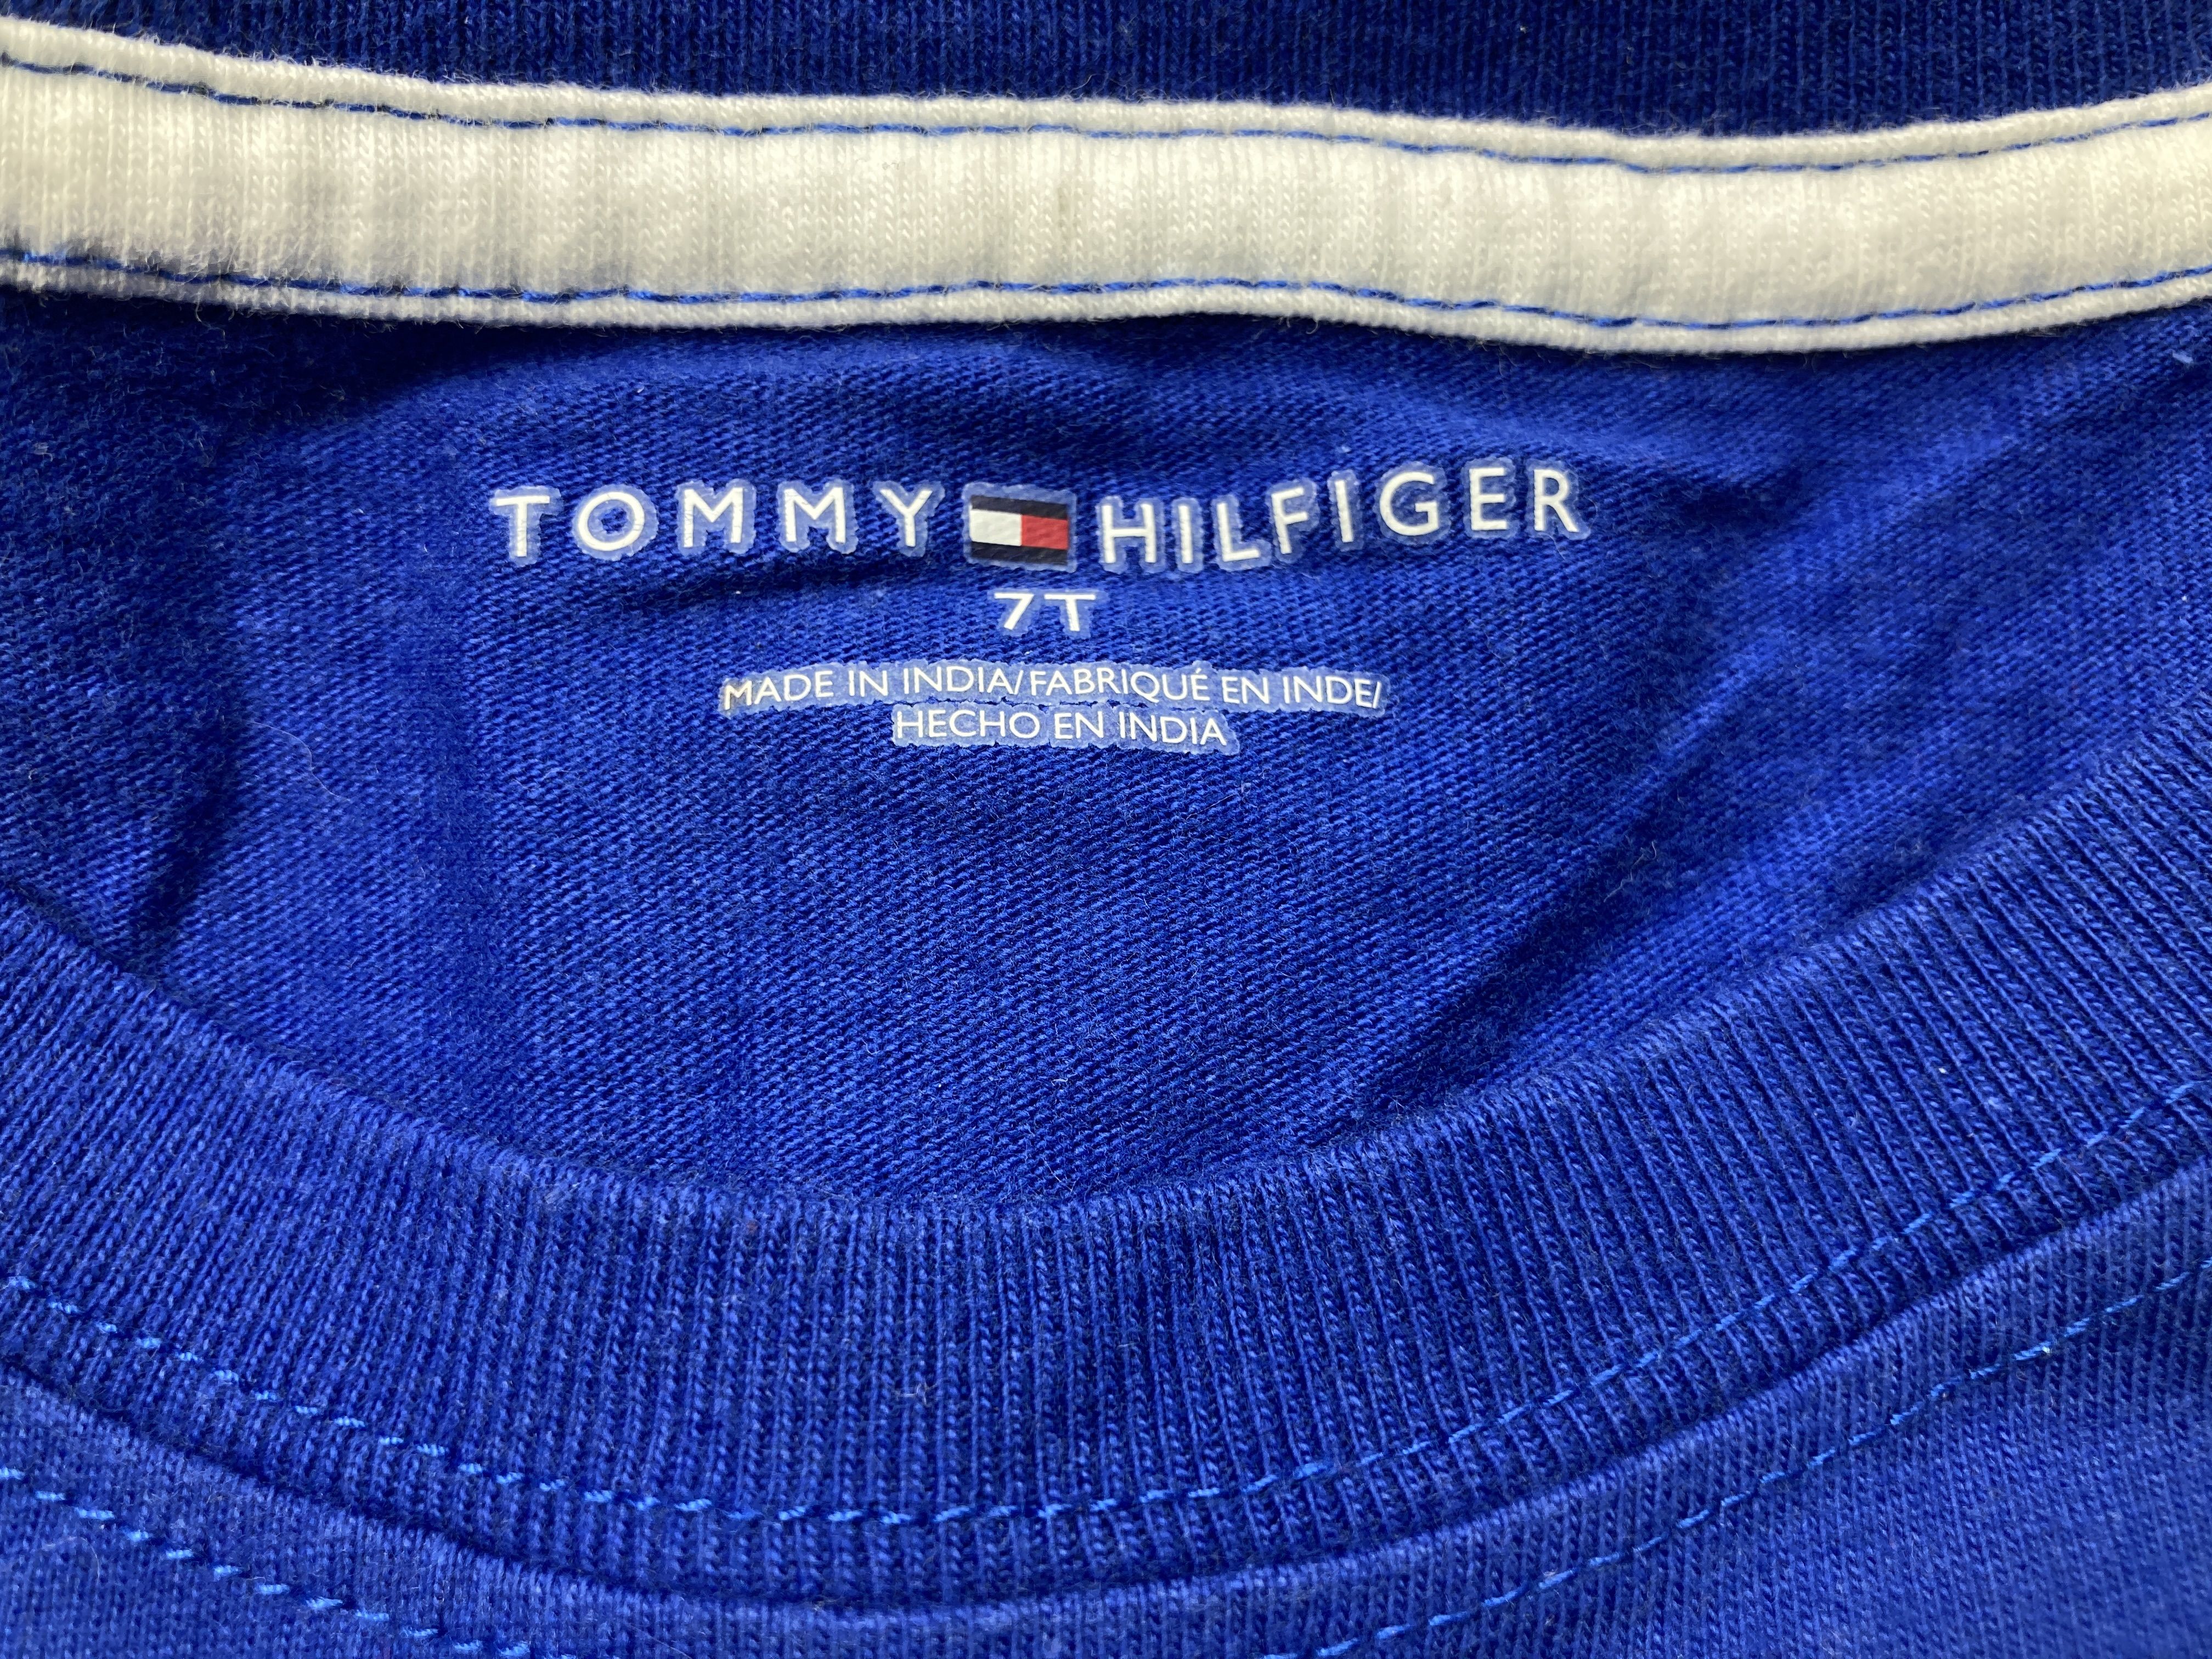 TOMMY HILFIGER
7T
MADE IN INDIA/FABRIQUÉ EN INDE/
HECHO EN INDIA